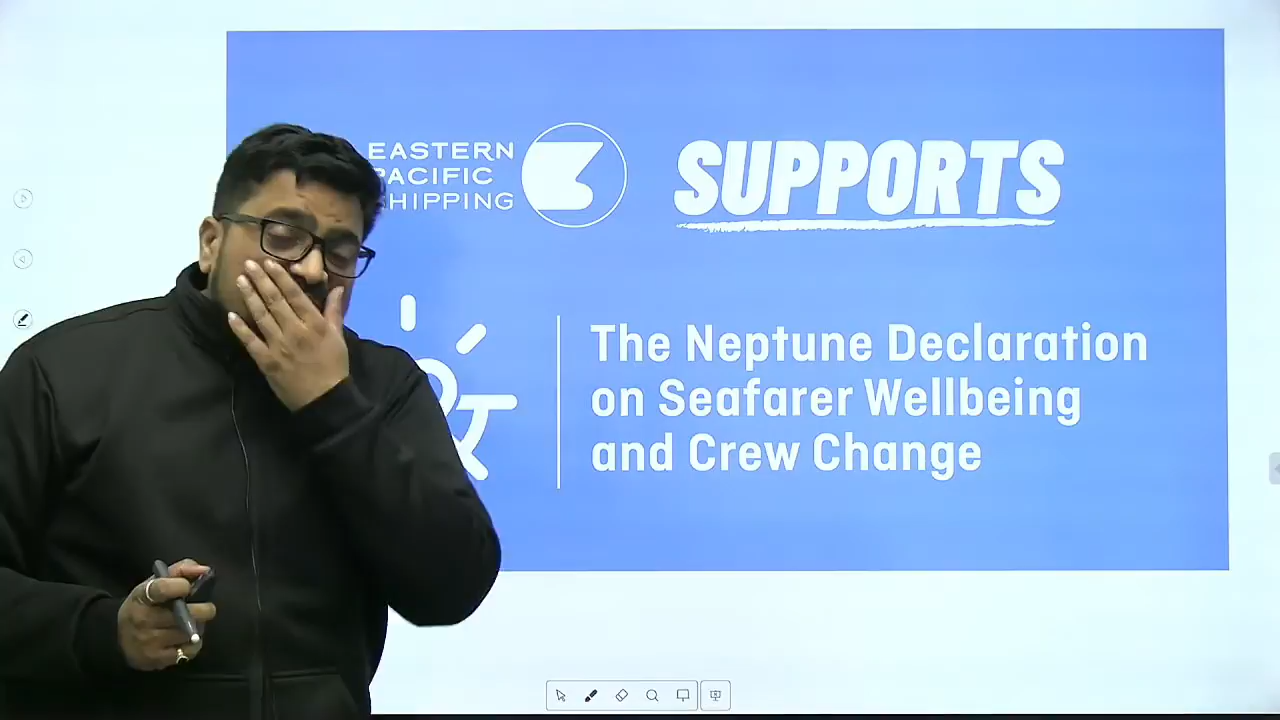 EASTERN
PACIFIC
SHIPPING
SUPPORTS
The Neptune Declaration
on Seafarer Wellbeing
and Crew Change